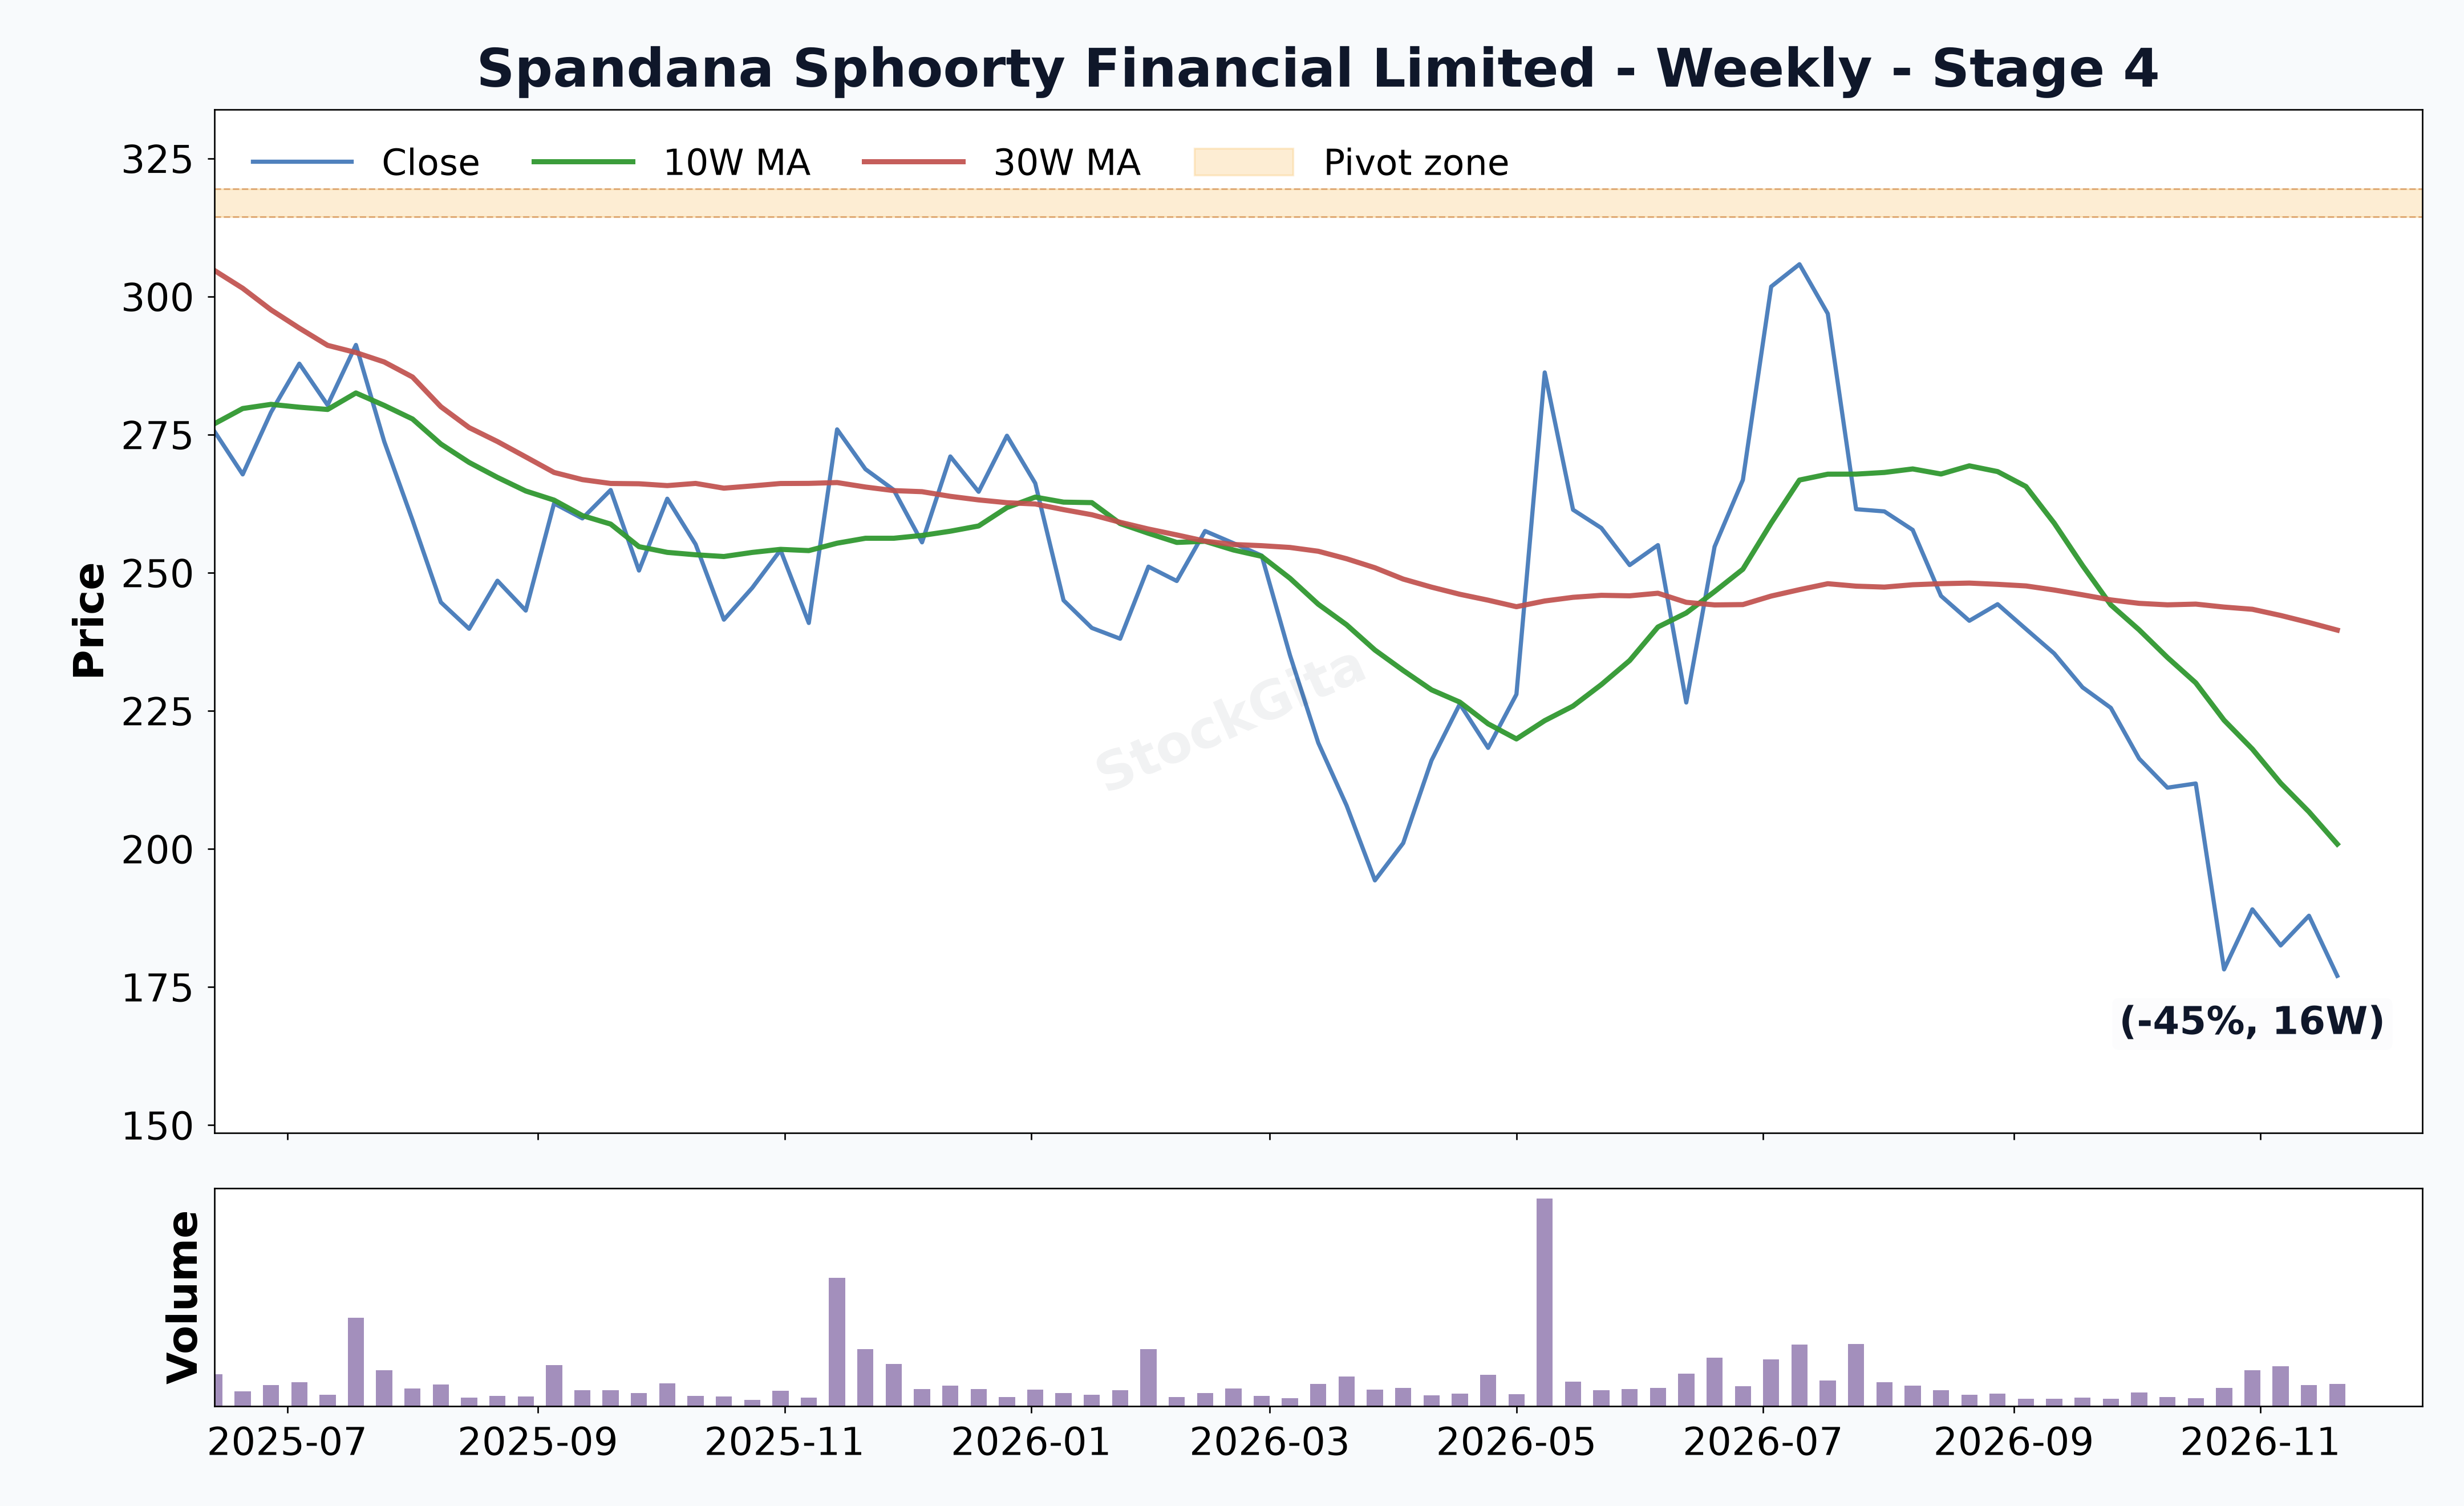 Spandana Sphoorty Financial Limited - Weekly - Stage 4
Close 10W MA 30W MA Pivot zone
Price
325
300
275
250
225
200
175
150
StockGita
(-45%, 16W)
Volume
2025-07 2025-09 2025-11 2026-01 2026-03 2026-05 2026-07 2026-09 2026-11